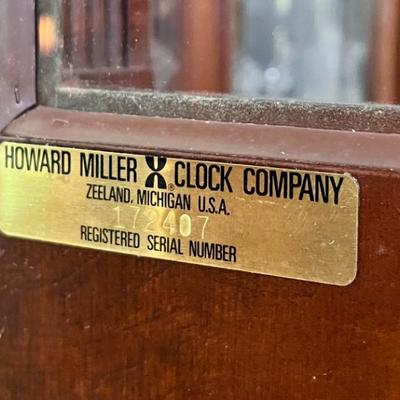 HOWARD MILLER ® CLOCK COMPANY
ZEELAND, MICHIGAN U.S.A.
172407
REGISTERED SERIAL NUMBER